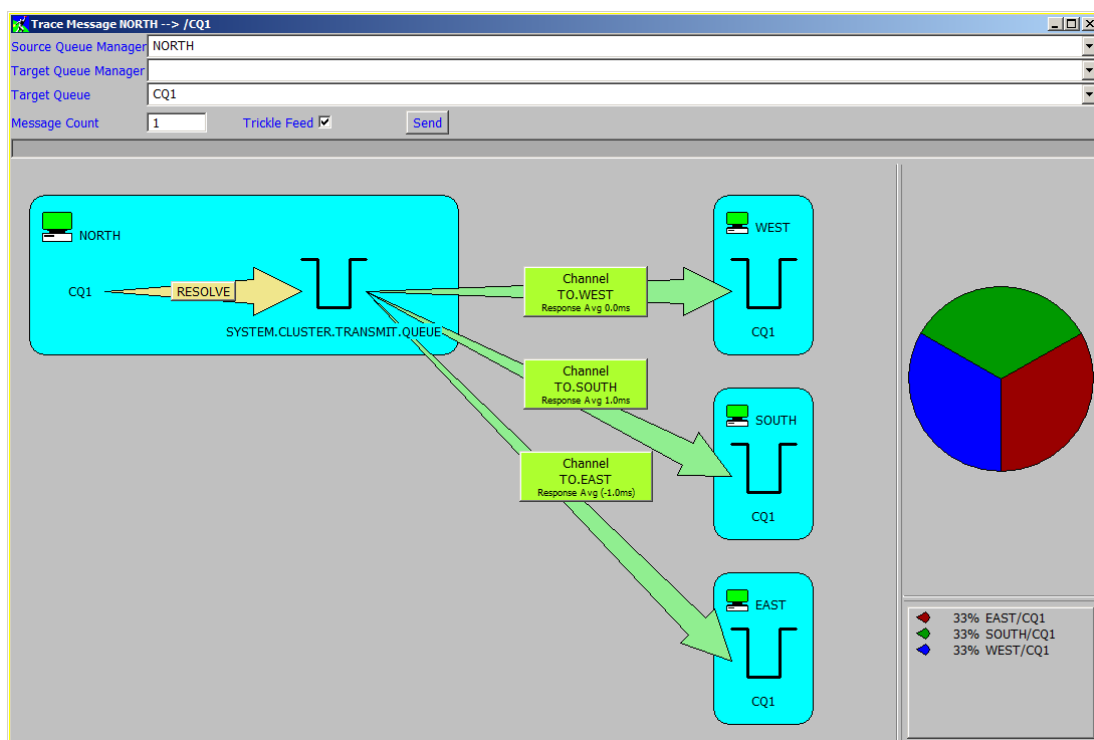 Trace Message NORTH --> /CQ1
Source Queue Manager NORTH
Target Queue Manager
Target Queue CQ1
Message Count 1 Trickle Feed Send
NORTH
CQ1
RESOLVE
SYSTEM.CLUSTER.TRANSMIT.QUEUE
Channel
TO.WEST
Response Avg 0.0ms
WEST
CQ1
Channel
TO.SOUTH
Response Avg 1.0ms
SOUTH
CQ1
Channel
TO.EAST
Response Avg (-1.0ms)
EAST
CQ1
33% EAST/CQ1
33% SOUTH/CQ1
33% WEST/CQ1